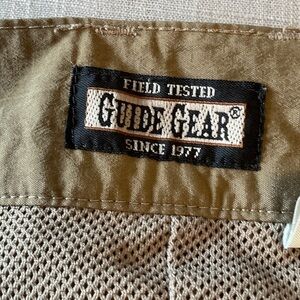 FIELD TESTED
GUIDE GEAR®
SINCE 1977